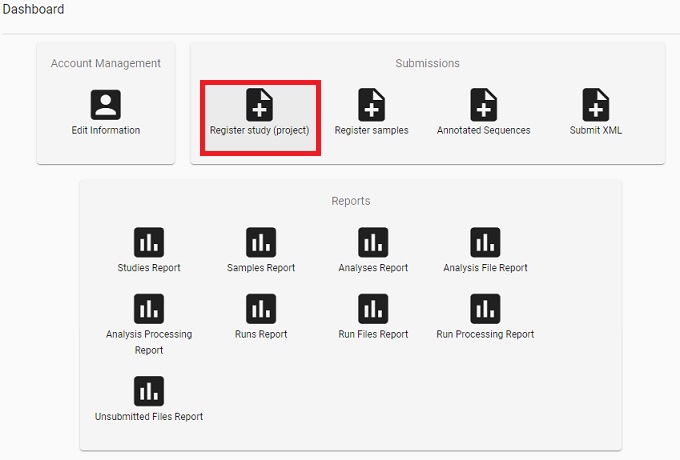 Dashboard
Account Management
Edit Information
Submissions
Register study (project)
Register samples
Annotated Sequences
Submit XML
Reports
Studies Report
Samples Report
Analyses Report
Analysis File Report
Analysis Processing
Report
Runs Report
Run Files Report
Run Processing Report
Unsubmitted Files Report